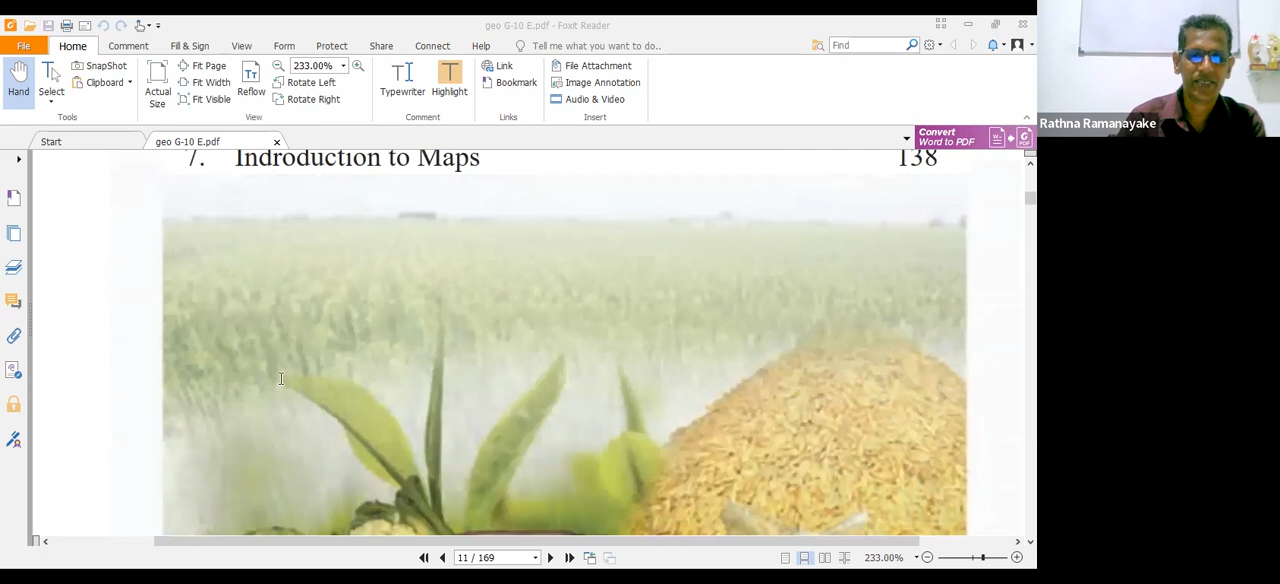 geo G-10 E.pdf - Foxit Reader
File Home Comment Fill & Sign View Form Protect Share Connect Help Tell me what you want to do.. Find
Hand
Select
SnapShot
Clipboard
Tools
Actual Size
Fit Page
Fit Width
Fit Visible
Reflow
233.00%
Rotate Left
Rotate Right
View
Typewriter
Highlight
Comment
Link
Bookmark
Links
File Attachment
Image Annotation
Audio & Video
Insert
Rathna Ramanayake
Start
geo G-10 E.pdf
Convert
Word to PDF
PDF
7. Indroduction to Maps 138
11 / 169
233.00%